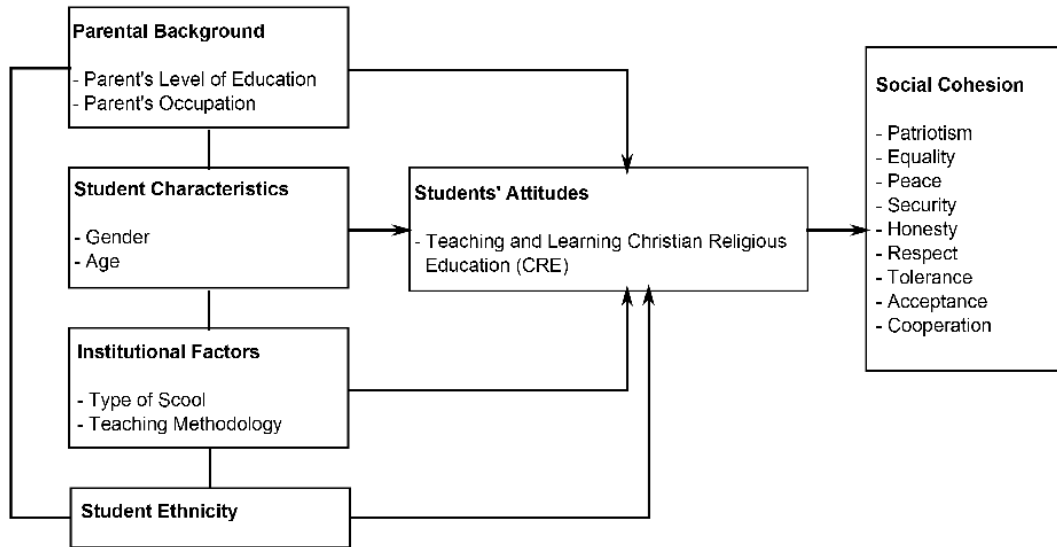 Parental Background
- Parent's Level of Education
- Parent's Occupation
Student Characteristics
- Gender
- Age
Institutional Factors
- Type of Scool
- Teaching Methodology
Student Ethnicity
Students' Attitudes
- Teaching and Learning Christian Religious
Education (CRE)
Social Cohesion
- Patriotism
- Equality
- Peace
- Security
- Honesty
- Respect
- Tolerance
- Acceptance
- Cooperation